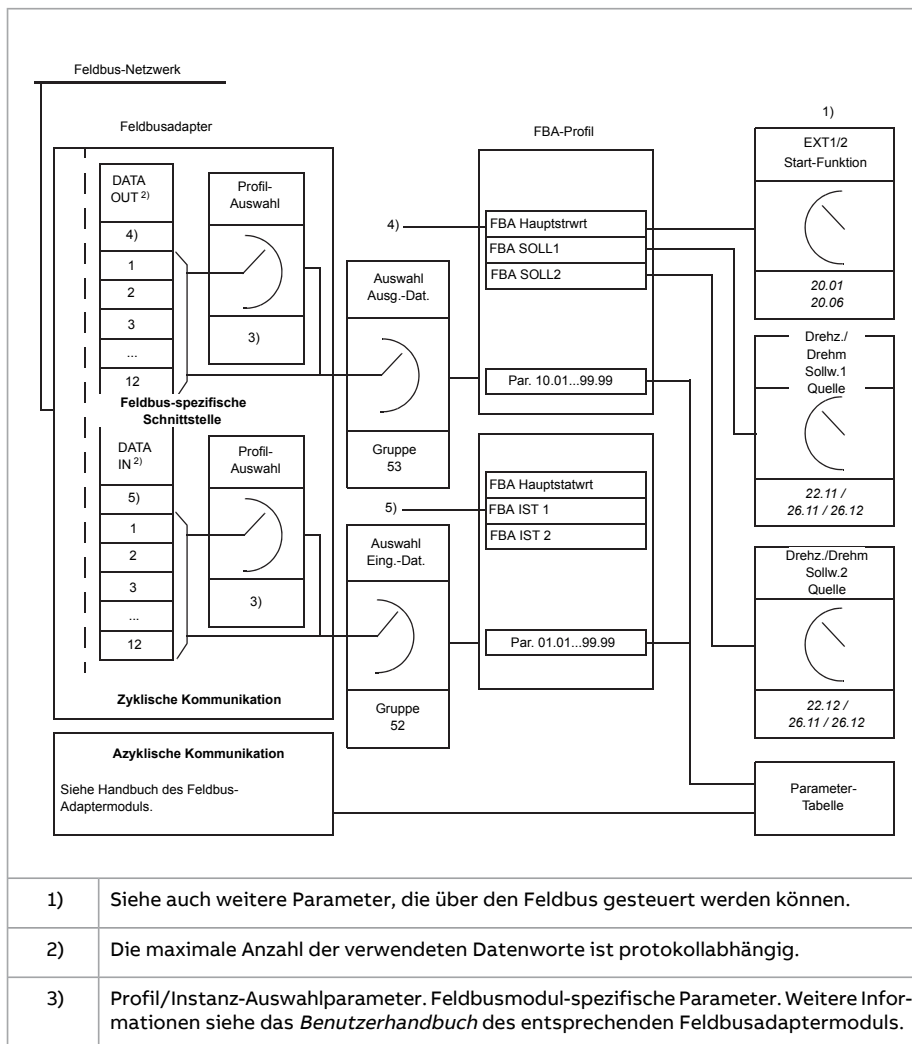 Feldbus-Netzwerk
Feldbusadapter
DATA
OUT 2)
4)
1
2
3
...
12
Profil-
Auswahl
3)
Feldbus-spezifische
Schnittstelle
DATA
IN 2)
5)
1
2
3
...
12
Profil-
Auswahl
3)
Zyklische Kommunikation
Azyklische Kommunikation
Siehe Handbuch des Feldbus-
Adaptermoduls.
4)
Auswahl
Ausg.-Dat.
Gruppe
53
5)
Auswahl
Eing.-Dat.
Gruppe
52
FBA-Profil
FBA Hauptstrwrt
FBA SOLL1
FBA SOLL2
Par. 10.01...99.99
FBA Hauptstatwrt
FBA IST 1
FBA IST 2
Par. 01.01...99.99
1)
EXT1/2
Start-Funktion
20.01
20.06
Drehz./
Drehm
Sollw.1
Quelle
22.11 /
26.11 / 26.12
Drehz./Drehm
Sollw.2
Quelle
22.12 /
26.11 / 26.12
Parameter-
Tabelle
1) Siehe auch weitere Parameter, die über den Feldbus gesteuert werden können.
2) Die maximale Anzahl der verwendeten Datenworte ist protokollabhängig.
3) Profil/Instanz-Auswahlparameter. Feldbusmodul-spezifische Parameter. Weitere Infor-
mationen siehe das Benutzerhandbuch des entsprechenden Feldbusadaptermoduls.